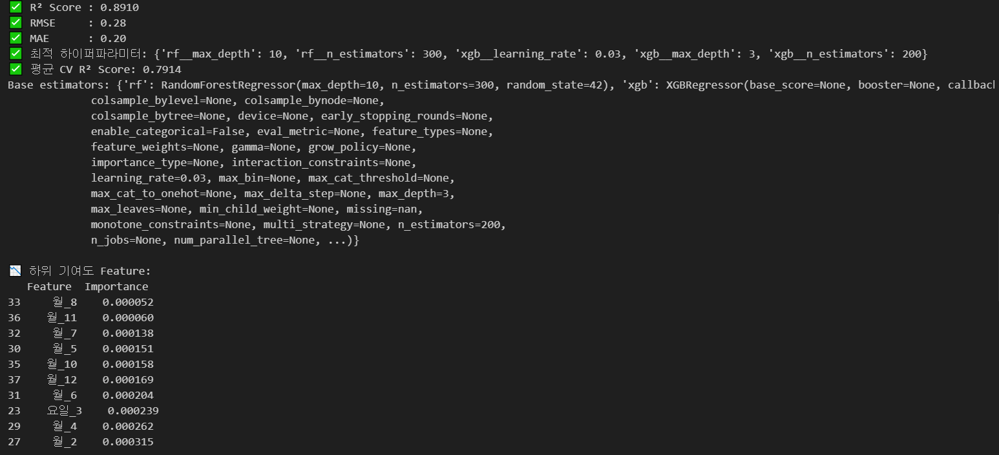 ✅ R² Score : 0.8910
✅ RMSE     : 0.28
✅ MAE      : 0.20
✅ 최적 하이퍼파라미터: {'rf__max_depth': 10, 'rf__n_estimators': 300, 'xgb__learning_rate': 0.03, 'xgb__max_depth': 3, 'xgb__n_estimators': 200}
✅ 평균 CV R² Score: 0.7914
Base estimators: {'rf': RandomForestRegressor(max_depth=10, n_estimators=300, random_state=42), 'xgb': XGBRegressor(base_score=None, booster=None, callbac
colsample_bylevel=None, colsample_bynode=None,
colsample_bytree=None, device=None, early_stopping_rounds=None,
enable_categorical=False, eval_metric=None, feature_types=None,
feature_weights=None, gamma=None, grow_policy=None,
importance_type=None, interaction_constraints=None,
learning_rate=0.03, max_bin=None, max_cat_threshold=None,
max_cat_to_onehot=None, max_delta_step=None, max_depth=3,
max_leaves=None, min_child_weight=None, missing=nan,
monotone_constraints=None, multi_strategy=None, n_estimators=200,
n_jobs=None, num_parallel_tree=None, ...)}
📉 하위 기여도 Feature:
Feature  Importance
33     월_8    0.000052
36    월_11    0.000060
32     월_7    0.000138
30     월_5    0.000151
35    월_10    0.000158
37    월_12    0.000169
31     월_6    0.000204
23    요일_3    0.000239
29     월_4    0.000262
27     월_2    0.000315